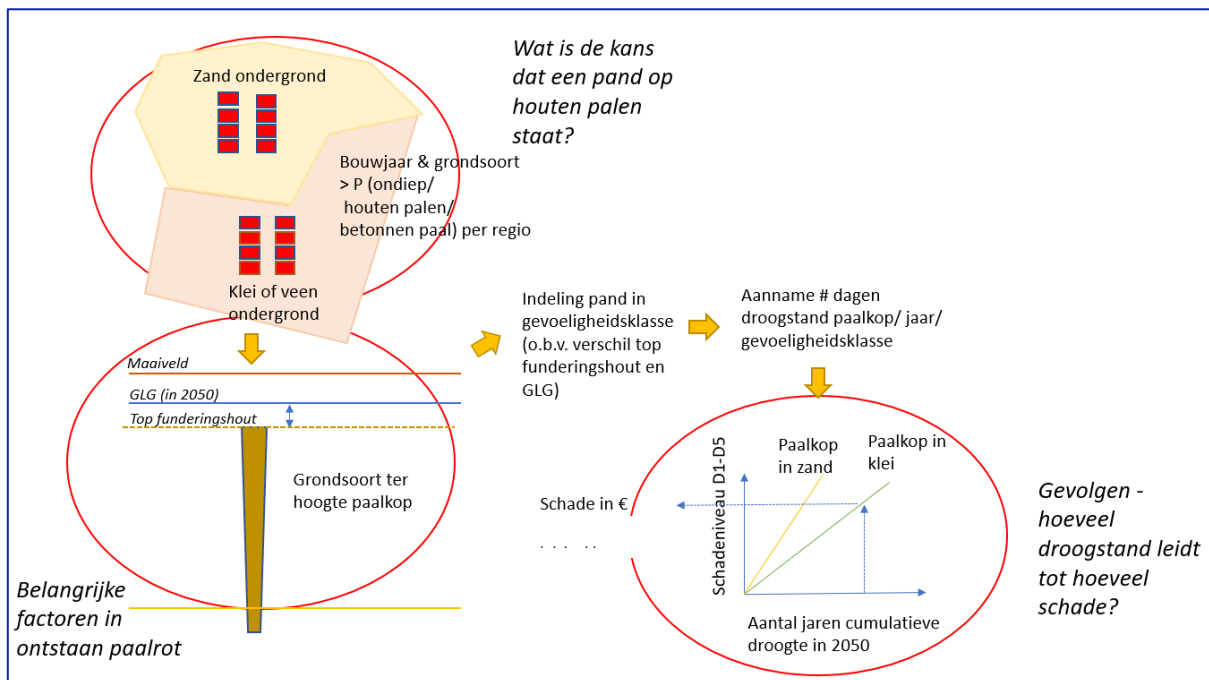 Zand ondergrond
Wat is de kans
dat een pand op
houten palen
staat?
Bouwjaar & grondsoort
> P (ondiep/
houten palen/
betonnen paal) per regio
Klei of veen
ondergrond
Maaiveld
GLG (in 2050)
Top funderingshout
Grondsoort ter
hoogte paalkop
Belangrijke
factoren in
ontstaan paalrot
Indeling pand in
gevoeligheidsklasse
(o.b.v. verschil top
funderingshout en
GLG)
Aanname # dagen
droogstand paalkop/ jaar/
gevoeligheidsklasse
Schade in €
Schadeniveau D1-D5
Paalkop
in zand
Paalkop in
klei
Aantal jaren cumulatieve
droogte in 2050
Gevolgen -
hoeveel
droogstand leidt
tot hoeveel
schade?